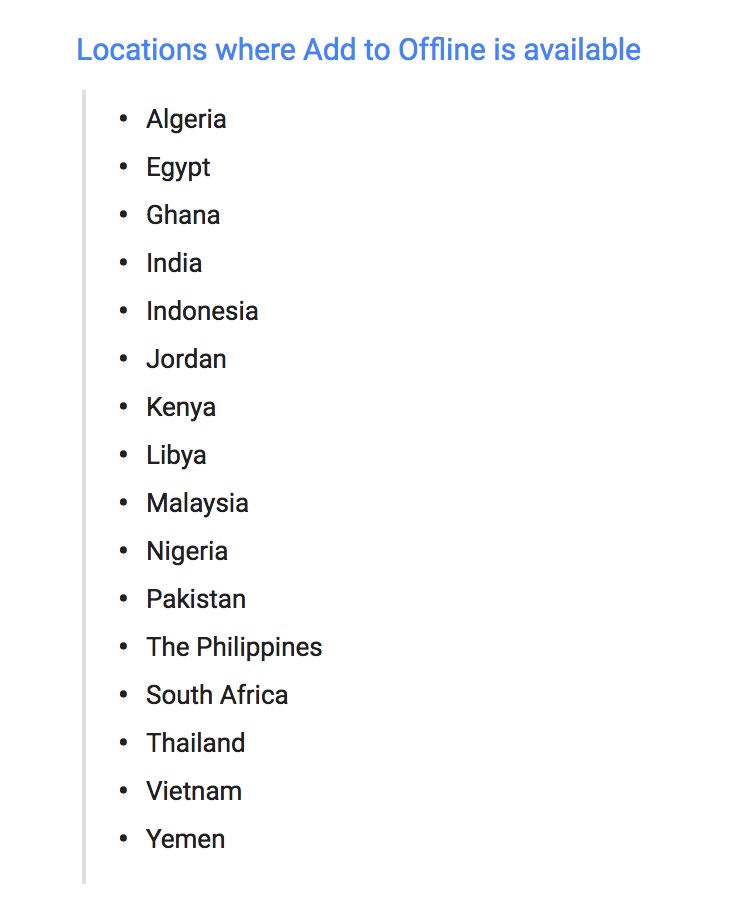 Locations where Add to Offline is available
• Algeria
• Egypt
• Ghana
• India
• Indonesia
• Jordan
• Kenya
• Libya
• Malaysia
• Nigeria
• Pakistan
• The Philippines
• South Africa
• Thailand
• Vietnam
• Yemen